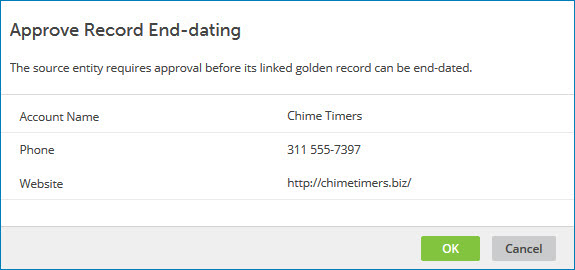 Approve Record End-dating
The source entity requires approval before its linked golden record can be end-dated.
Account Name Chime Timers
Phone 311 555-7397
Website http://chimetimers.biz/
OK Cancel